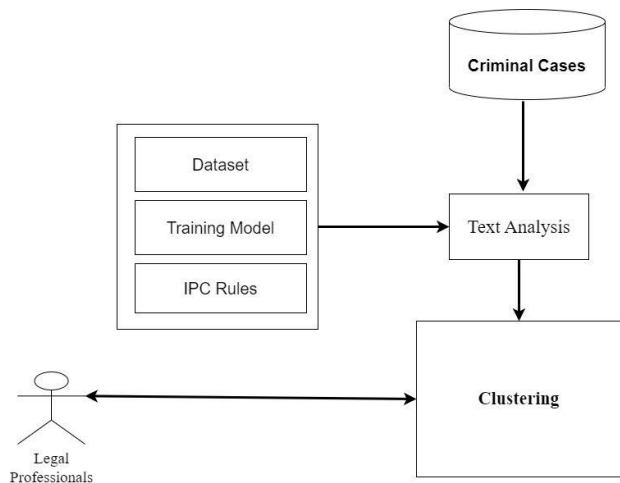 Criminal Cases
Dataset
Training Model
IPC Rules
Text Analysis
Clustering
Legal
Professionals